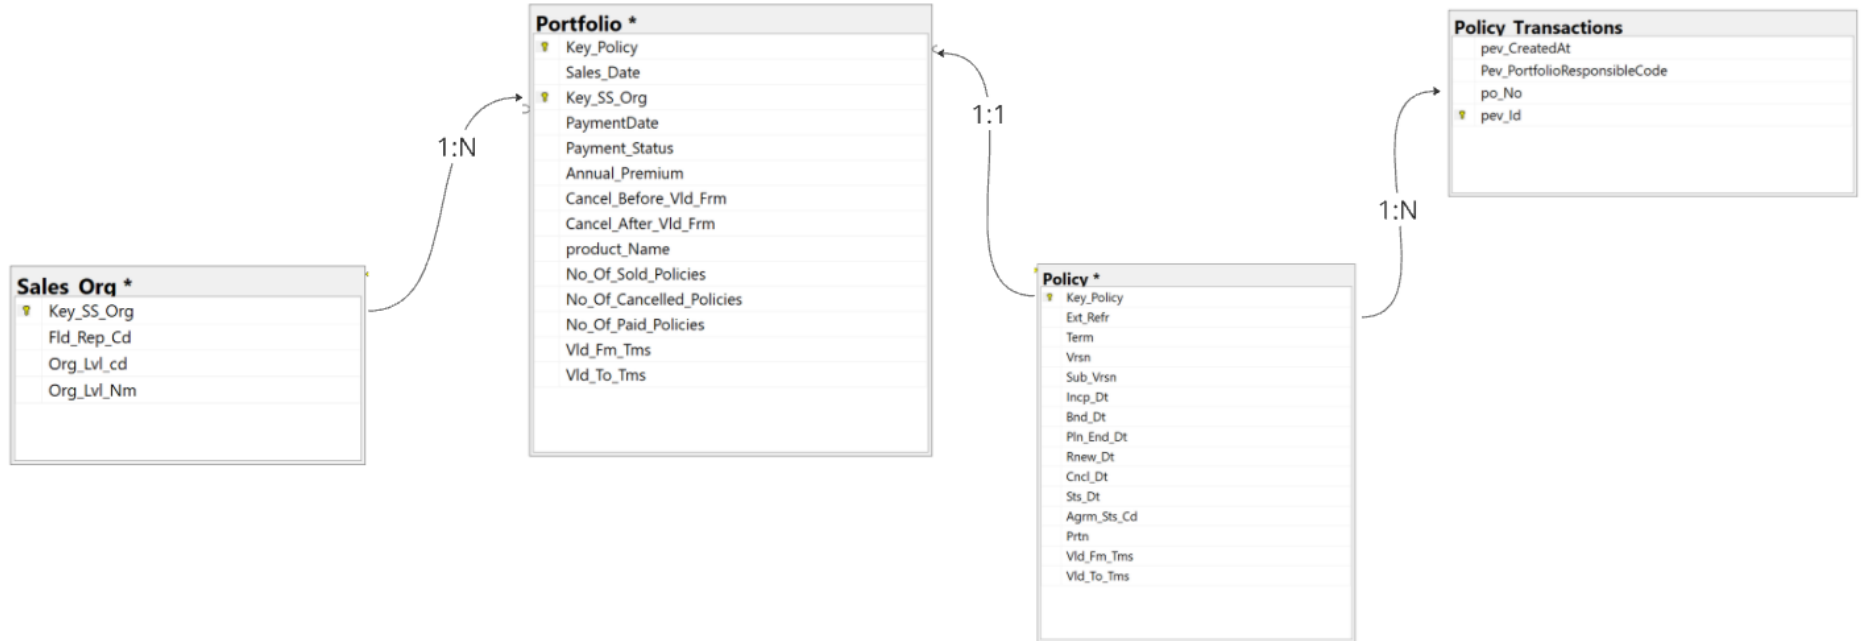 Portfolio *
Key_Policy
Sales_Date
Key_SS_Org
PaymentDate
Payment_Status
Annual_Premium
Cancel_Before_Vld_Frm
Cancel_After_Vld_Frm
product_Name
No_Of_Sold_Policies
No_Of_Cancelled_Policies
No_Of_Paid_Policies
Vld_Fm_Tms
Vld_To_Tms
Policy_Transactions
pev_CreatedAt
Pev_PortfolioResponsibleCode
po_No
pev_Id
1:N
1:1
1:N
Sales_Org *
Key_SS_Org
Fld_Rep_Cd
Org_Lvl_cd
Org_Lvl_Nm
Policy *
Key_Policy
Ext_Refr
Term
Vrsn
Sub_Vrsn
Incp_Dt
Bnd_Dt
Pln_End_Dt
Rnew_Dt
Cncl_Dt
Sts_Dt
Agrm_Sts_Cd
Prtn
Vld_Fm_Tms
Vld_To_Tms